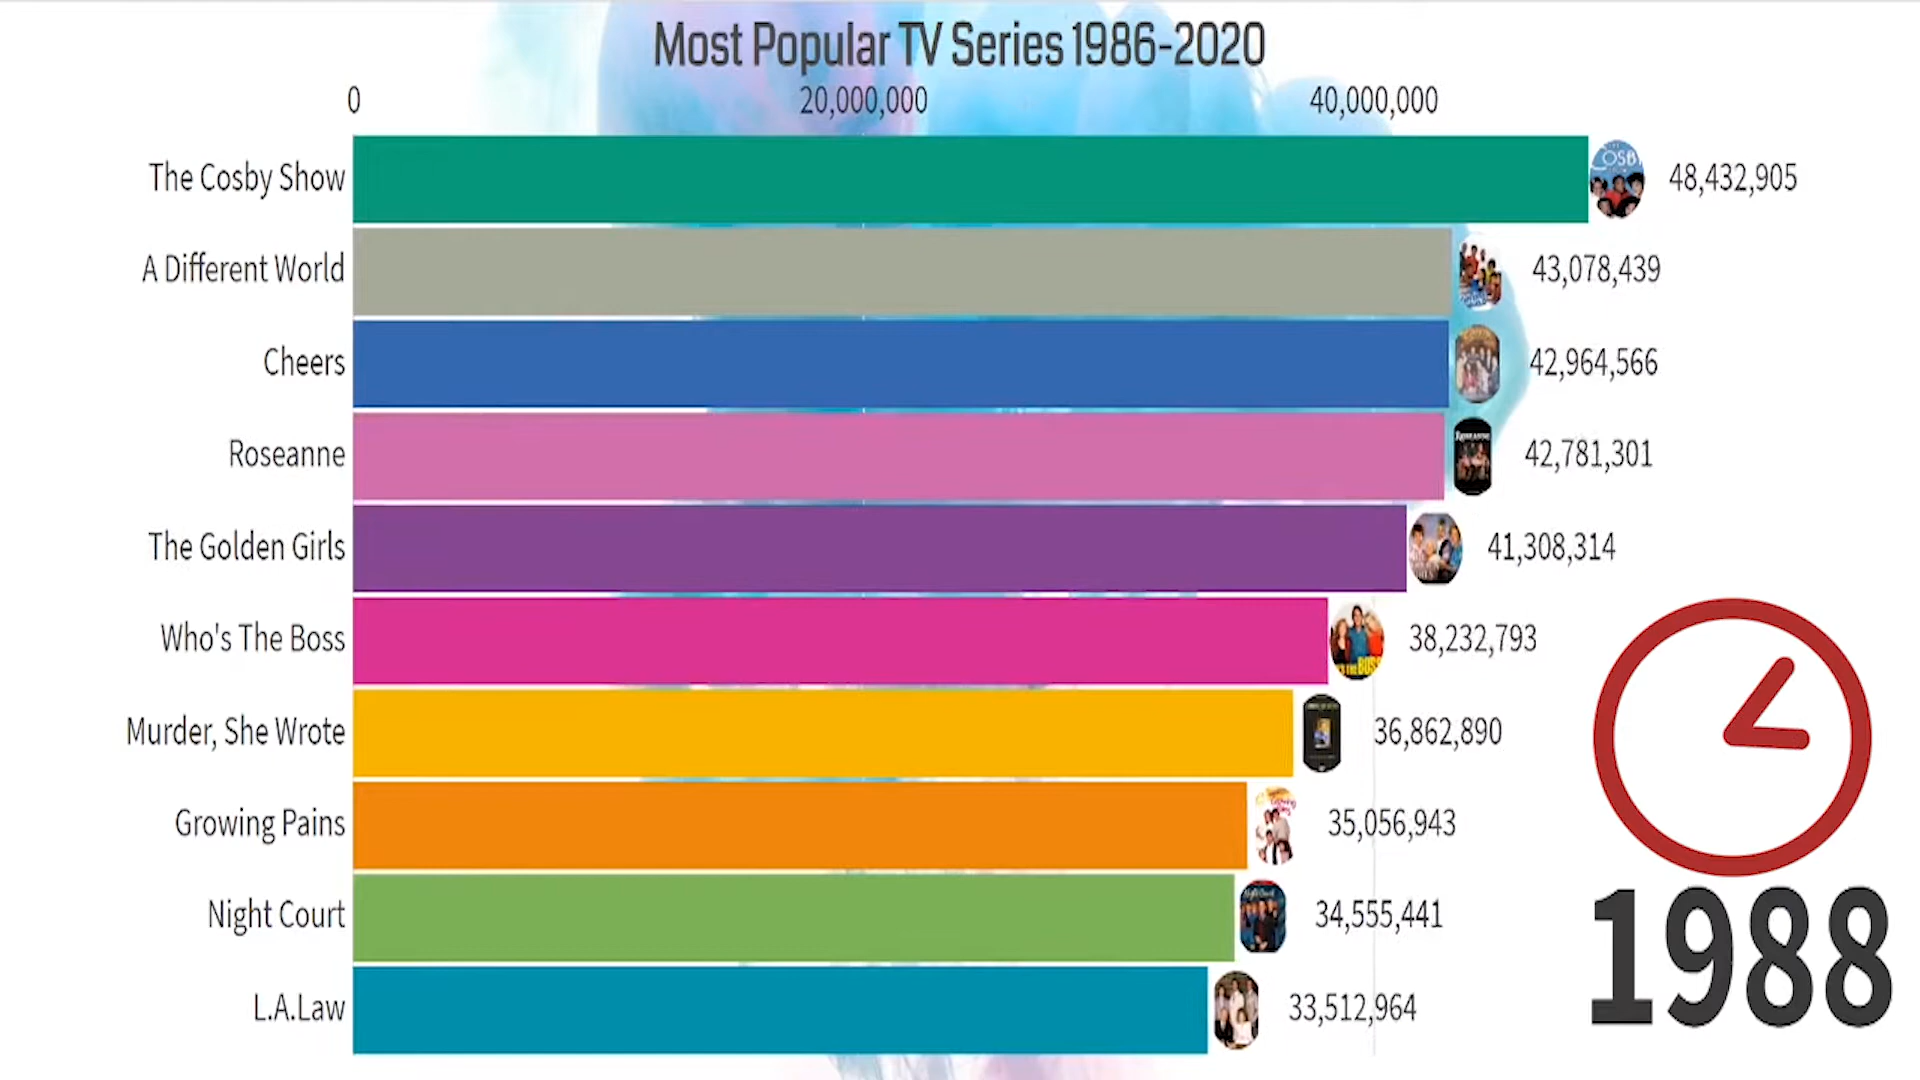 Most Popular TV Series 1986-2020
0 20,000,000 40,000,000
The Cosby Show 48,432,905
A Different World 43,078,439
Cheers 42,964,566
Roseanne 42,781,301
The Golden Girls 41,308,314
Who's The Boss 38,232,793
Murder, She Wrote 36,862,890
Growing Pains 35,056,943
Night Court 34,555,441
L.A.Law 33,512,964
1988